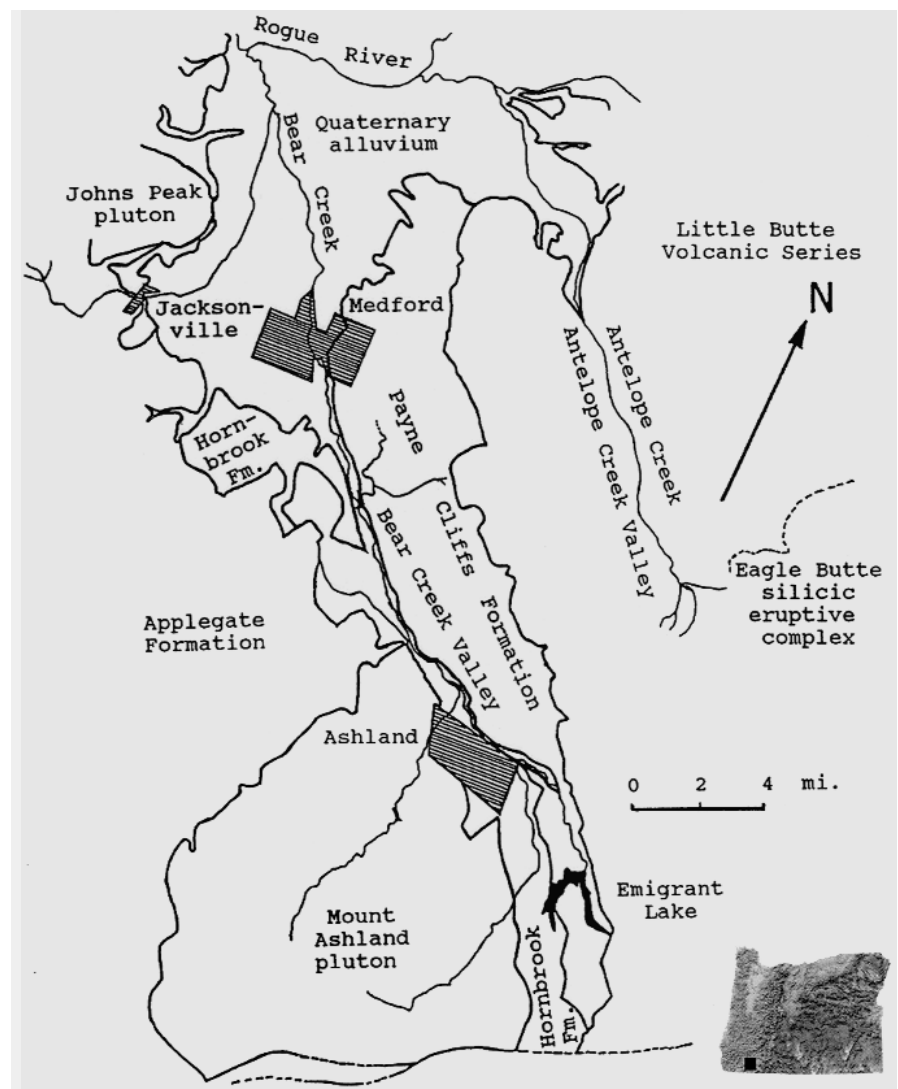 Rogue River
Bear Creek
Quaternary
alluvium
Johns Peak
pluton
Little Butte
Volcanic Series
N
Jackson-
ville
Medford
Antelope Creek
Antelope Creek Valley
Payne
Cliffs
Formation
Horn-
brook
Fm.
Bear Creek Valley
Eagle Butte
silicic
eruptive
complex
Applegate
Formation
Ashland
0 2 4 mi.
Emigrant
Lake
Mount
Ashland
pluton
Hornbrook
Fm.